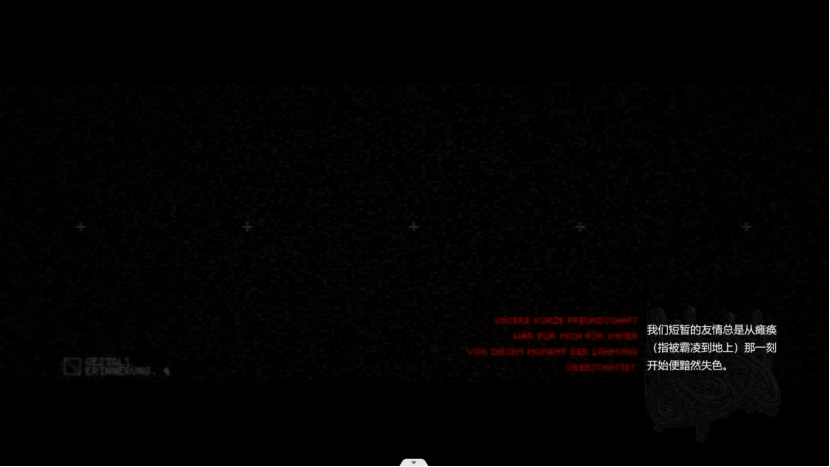 UNSERE KURZE FREUNDSCHAFT
WAR FÜR MICH FÜR IMMER
VON DIESEM MOMENT DER LÄHMUNG
ÜBERSCHATTET.
我们短暂的友情总是从瘫痪
（指被霸凌到地上）那一刻
开始便黯然失色。
GESTALT
ERINNERUNG. 4